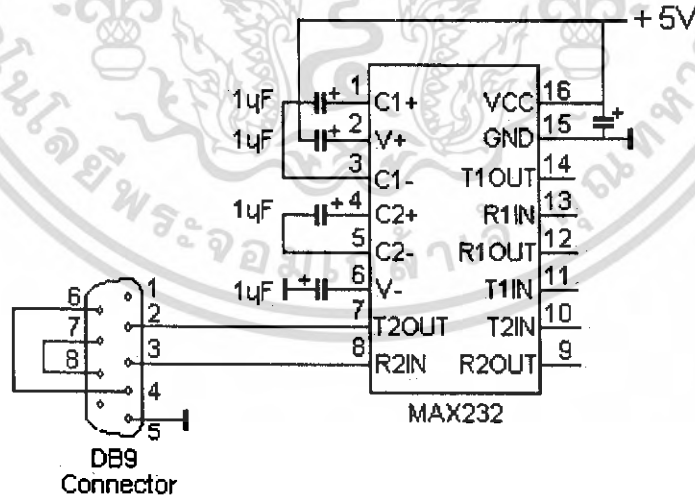 +5V
1uF
+
1
C1+
VCC
16
+
1uF
+
2
V+
GND
15
3
C1-
T1OUT
14
1uF
+
4
C2+
R1IN
13
5
C2-
R1OUT
12
1uF
+
6
V-
T1IN
11
7
T2OUT
T2IN
10
8
R2IN
R2OUT
9
MAX232
6
1
7
2
8
3
4
5
DB9
Connector